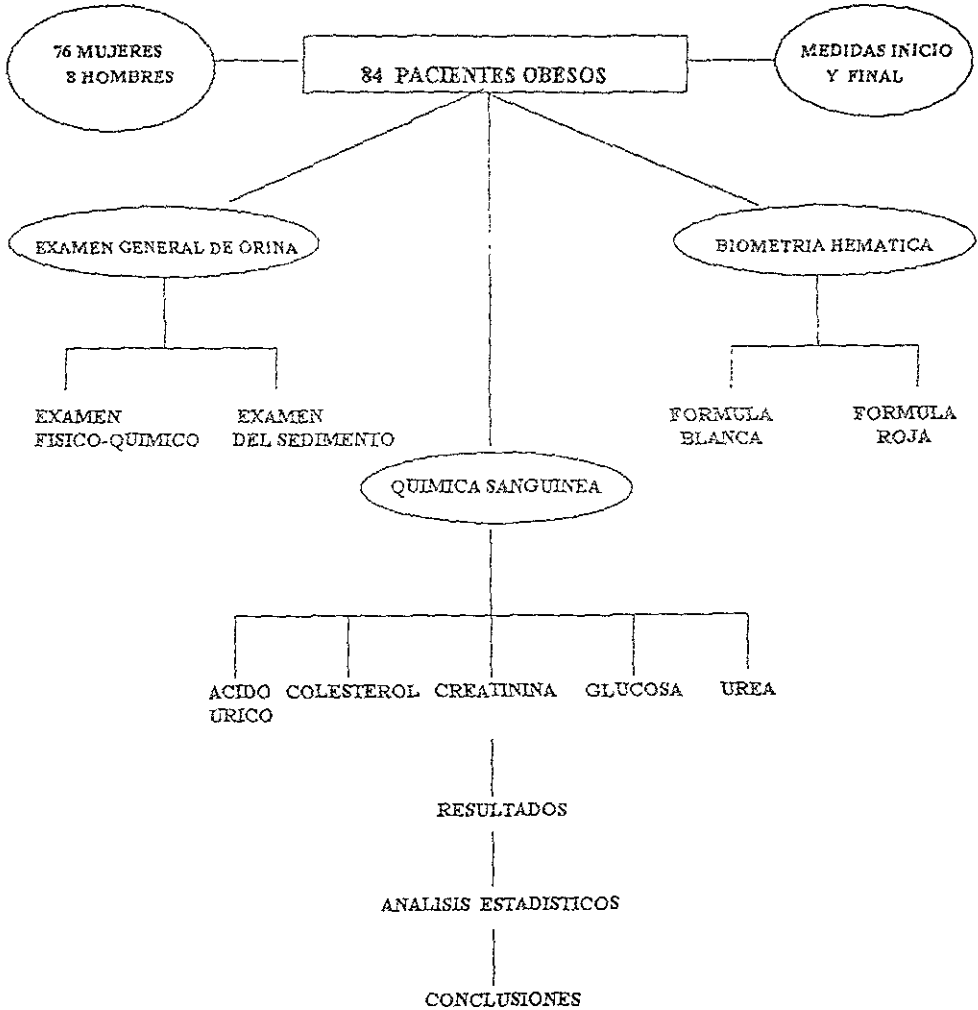 76 MUJERES
8 HOMBRES
84 PACIENTES OBESOS
MEDIDAS INICIO
Y FINAL
EXAMEN GENERAL DE ORINA
BIOMETRIA HEMATICA
EXAMEN
FISICO-QUIMICO
EXAMEN
DEL SEDIMENTO
FORMULA
BLANCA
FORMULA
ROJA
QUIMICA SANGUINEA
ACIDO
URICO
COLESTEROL
CREATININA
GLUCOSA
UREA
RESULTADOS
ANALISIS ESTADISTICOS
CONCLUSIONES